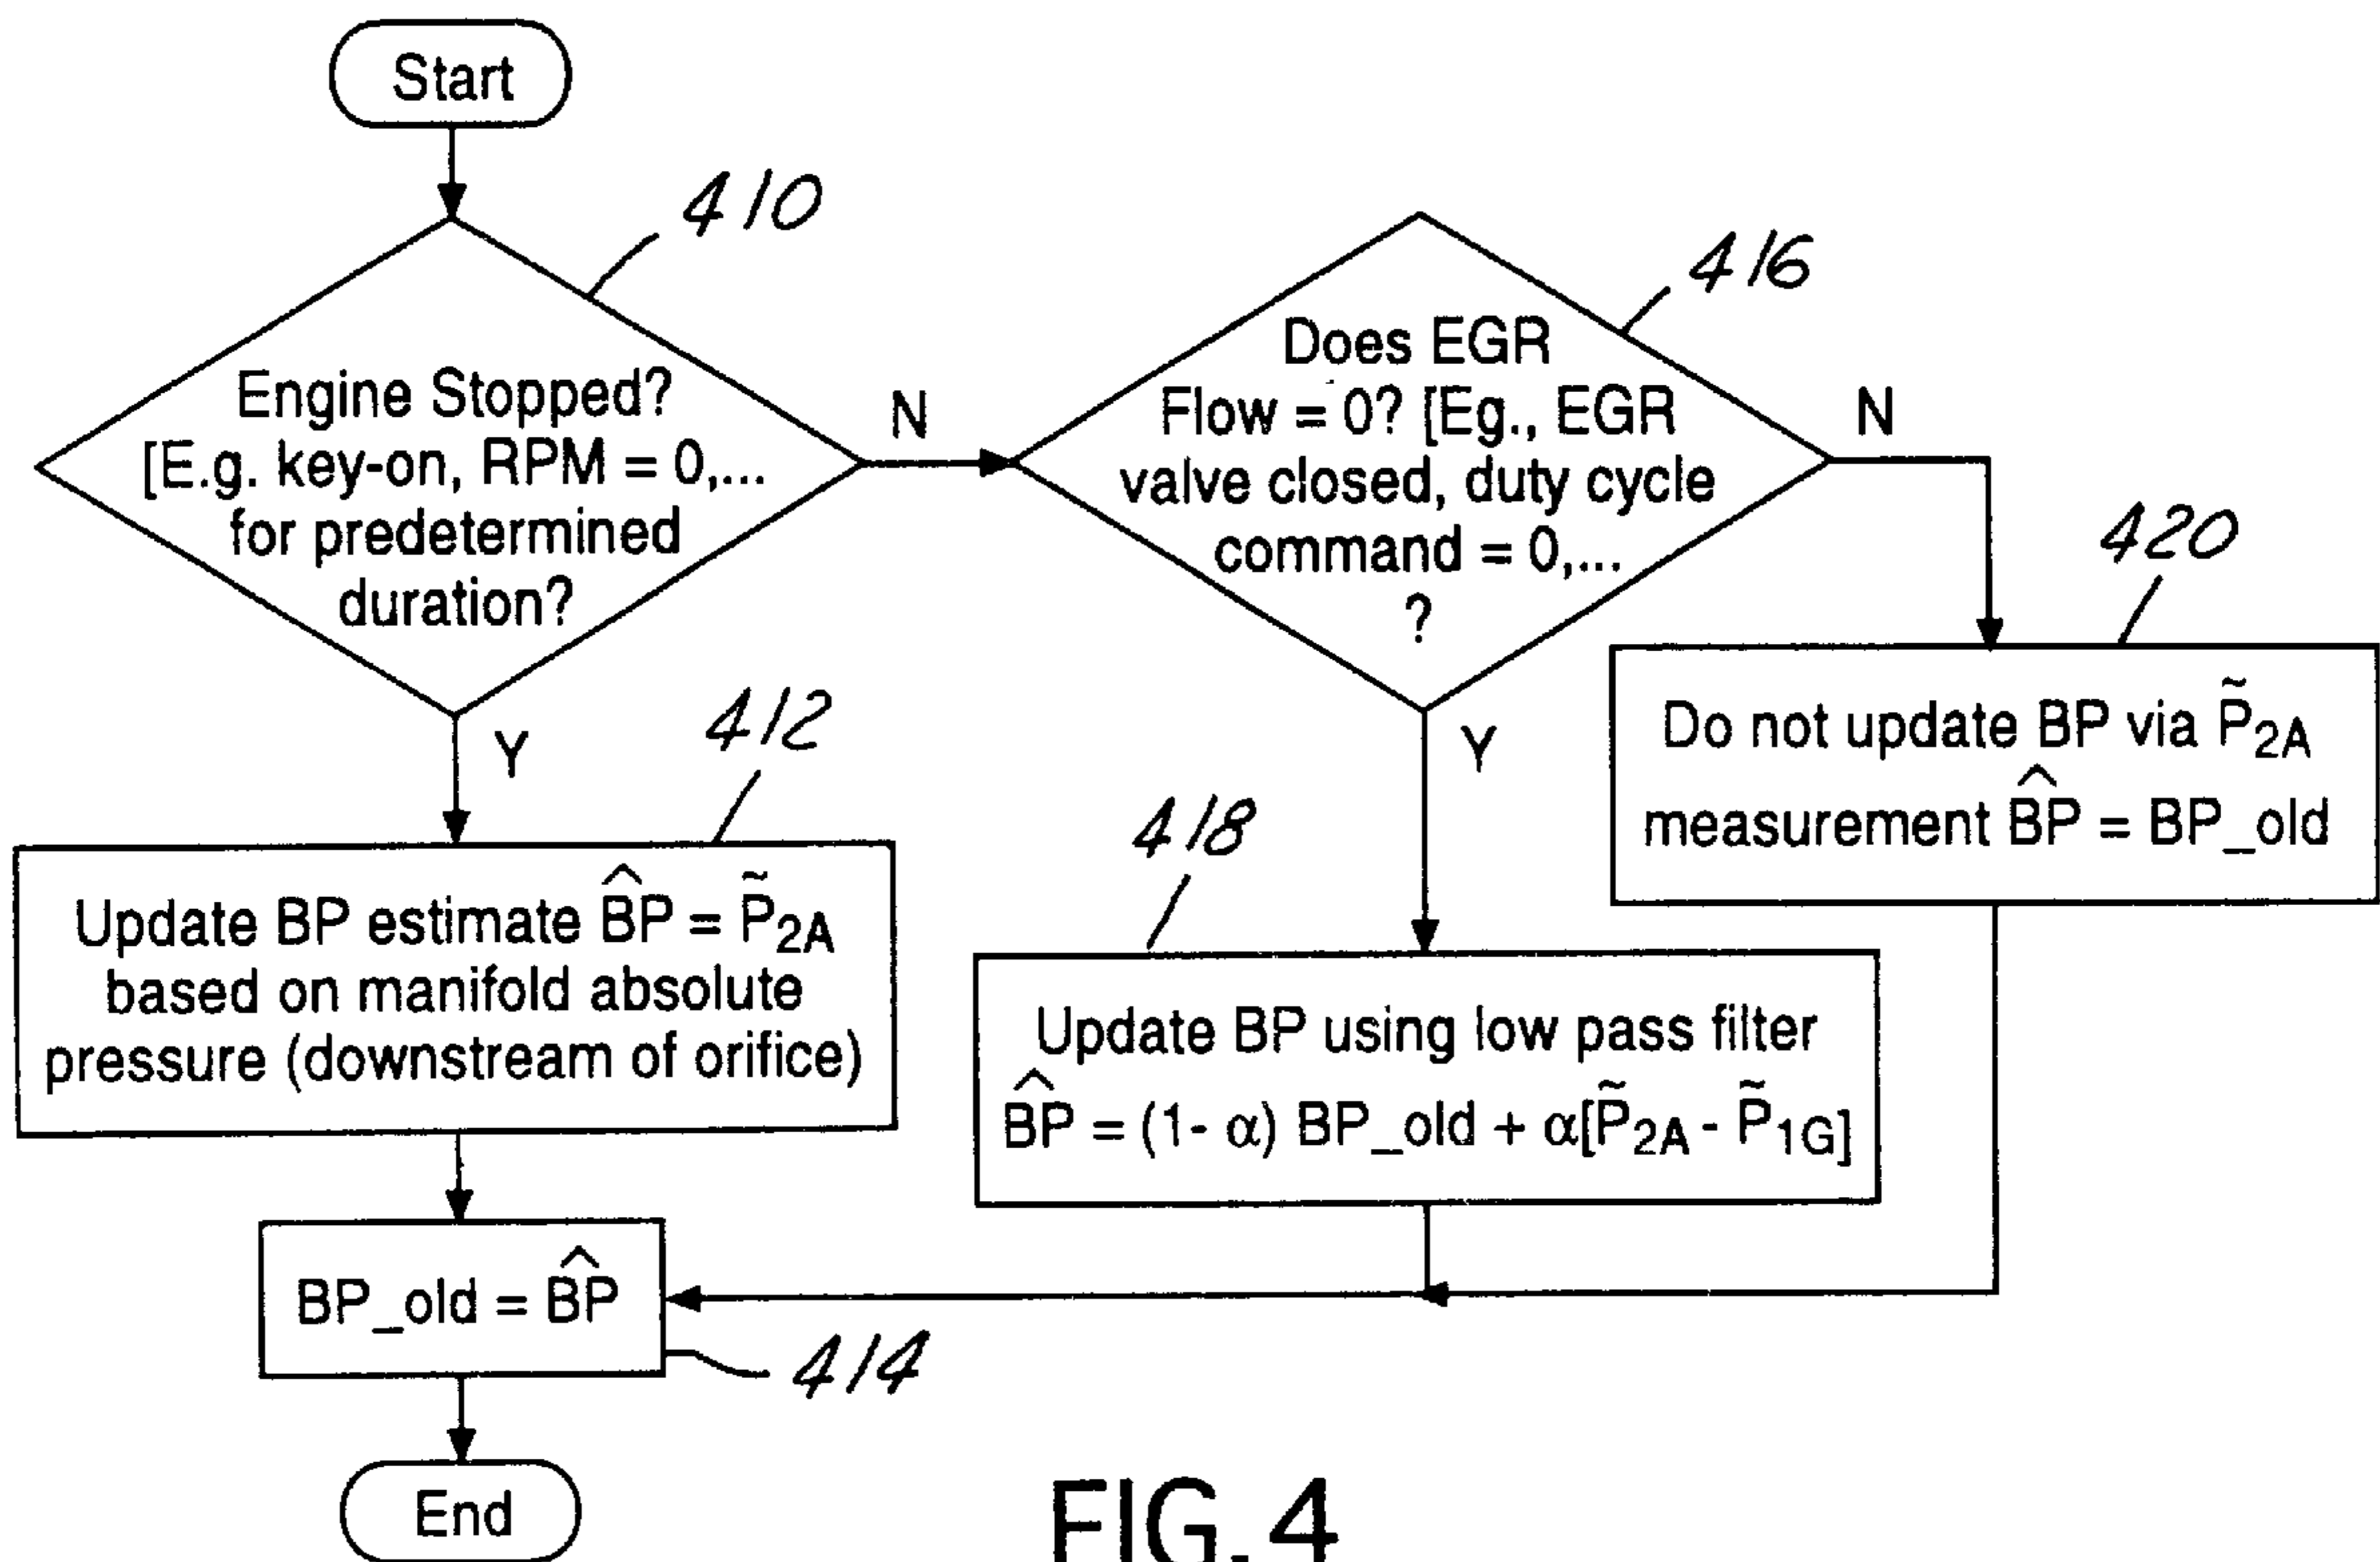 Start
410
Engine Stopped?
[E.g. key-on, RPM = 0,...
for predetermined
duration?
N
Y
416
Does EGR
Flow = 0? [Eg., EGR
valve closed, duty cycle
command = 0,...
?
N
Y
420
Do not update BP via P̃2A
measurement B̂P = BP_old
412
Update BP estimate B̂P = P̃2A
based on manifold absolute
pressure (downstream of orifice)
418
Update BP using low pass filter
B̂P = (1- α) BP_old + α[P̃2A - P̃1G]
BP_old = B̂P
414
End
FIG.4